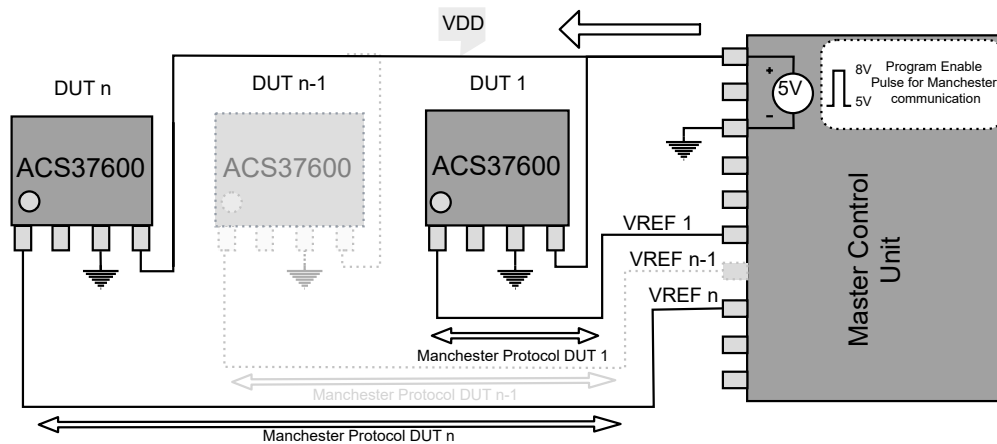 VDD
DUT n
DUT n-1
DUT 1
ACS37600
ACS37600
ACS37600
+
5V
-
8V
5V
Program Enable
Pulse for Manchester
communication
VREF 1
VREF n-1
VREF n
Master Control
Unit
Manchester Protocol DUT 1
Manchester Protocol DUT n-1
Manchester Protocol DUT n